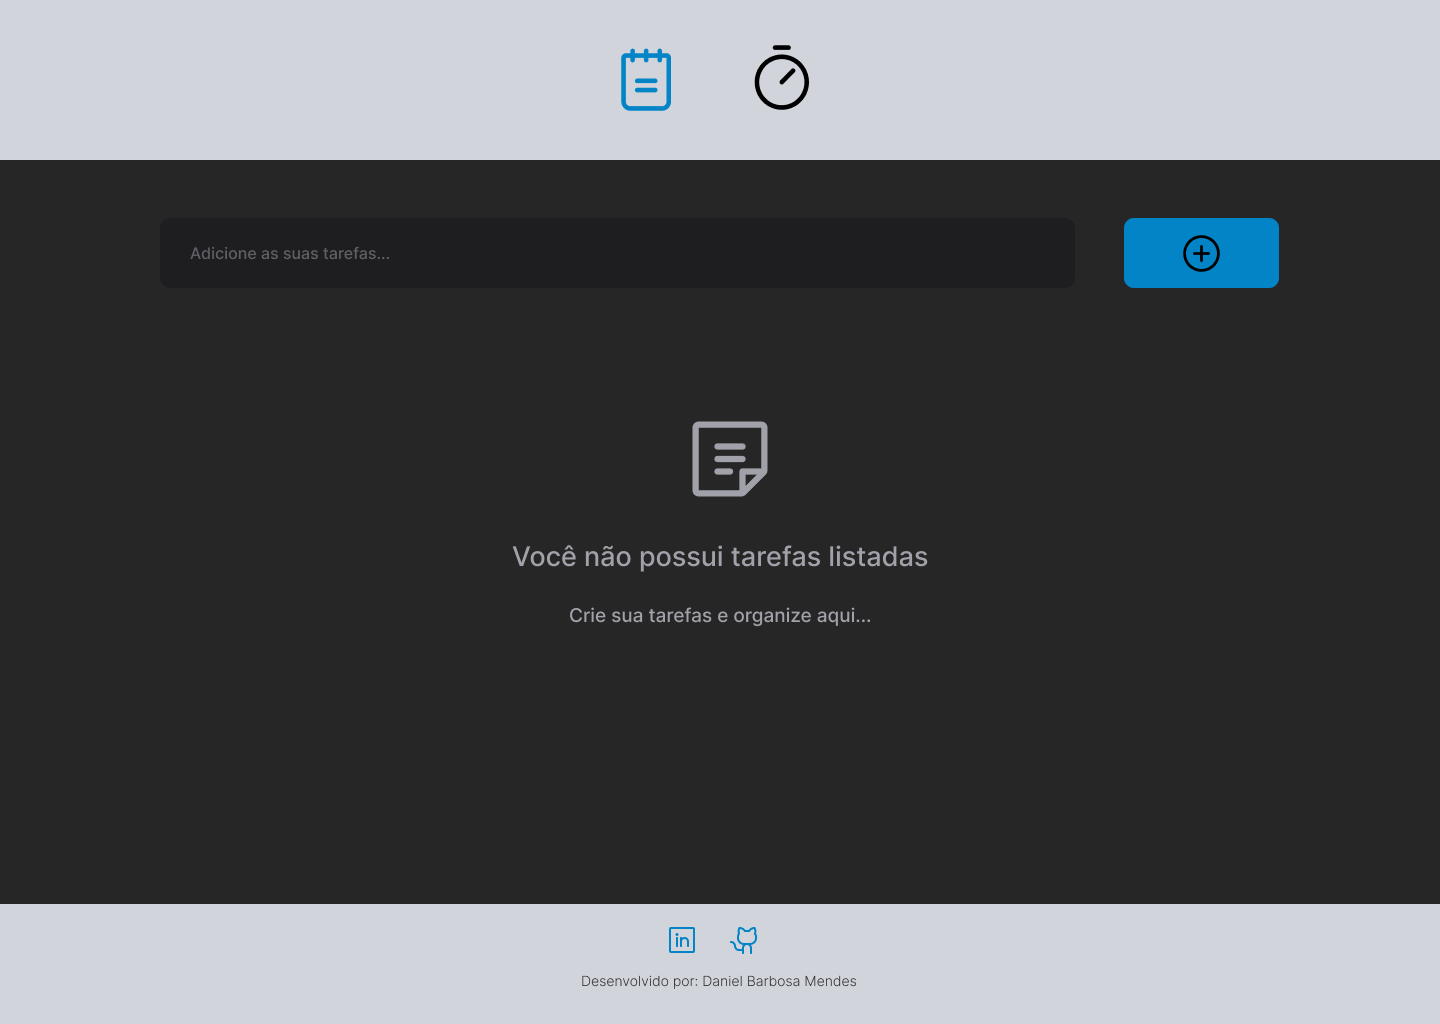 Adicione as suas tarefas...
Você não possui tarefas listadas
Crie sua tarefas e organize aqui...
in
Desenvolvido por: Daniel Barbosa Mendes